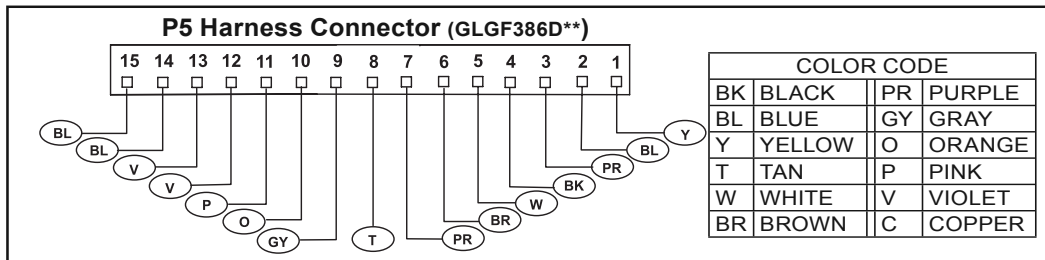 P5 Harness Connector (GLGF386D**)
15 14 13 12 11 10 9 8 7 6 5 4 3 2 1
BL BL V V P O GY T PR BR W BK PR BL Y
COLOR CODE
BK BLACK PR PURPLE
BL BLUE GY GRAY
Y YELLOW O ORANGE
T TAN P PINK
W WHITE V VIOLET
BR BROWN C COPPER